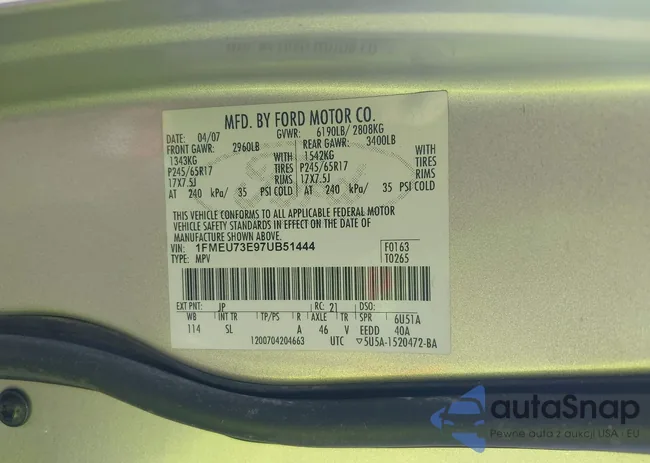 MFD. BY FORD MOTOR CO.
DATE: 04/07 GVWR: 6190LB/ 2808KG
FRONT GAWR: 2960LB REAR GAWR: 3400LB
1343KG WITH 1542KG WITH
P245/65R17 TIRES P245/65R17 TIRES
17X7.5J RIMS 17X7.5J RIMS
AT 240 kPa/ 35 PSI COLD AT 240 kPa/ 35 PSI COLD
THIS VEHICLE CONFORMS TO ALL APPLICABLE FEDERAL MOTOR
VEHICLE SAFETY STANDARDS IN EFFECT ON THE DATE OF
MANUFACTURE SHOWN ABOVE.
VIN: 1FMEU73E97UB51444 F0163
TYPE: MPV T0265
EXT PNT: JP RC: 21 DSO:
WB INT TR TP/PS R AXLE TR SPR 6U51A
114 SL A 46 V EEDD 40A
1200704204663 UTC ▽5U5A-1520472-BA
autaSnap
Pewne auta z aukcji USA · EU